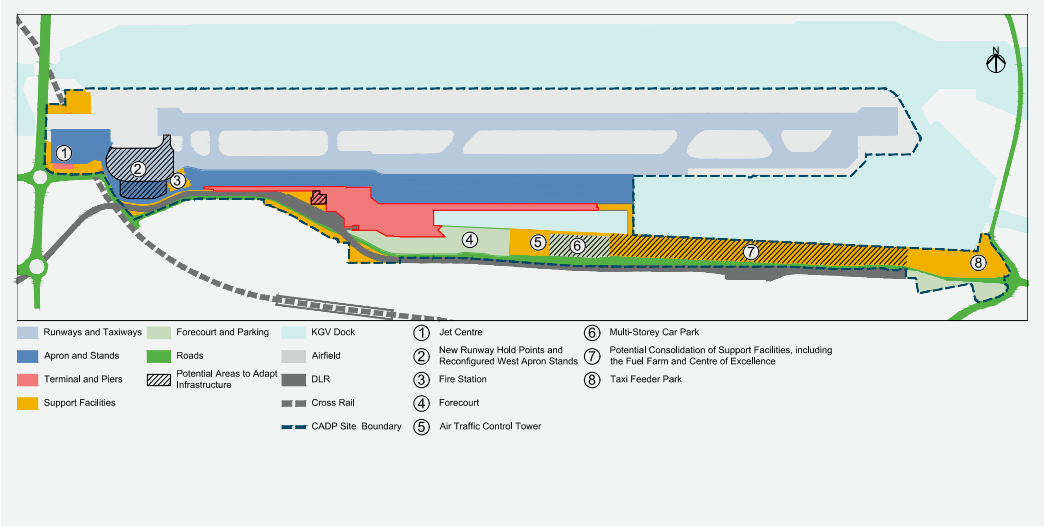 N
1
2
3
4
5
6
7
8
Runways and Taxiways
Apron and Stands
Terminal and Piers
Support Facilities
Forecourt and Parking
Roads
Potential Areas to Adapt
Infrastructure
KGV Dock
Airfield
DLR
Cross Rail
CADP Site Boundary
1 Jet Centre
2 New Runway Hold Points and
Reconfigured West Apron Stands
3 Fire Station
4 Forecourt
5 Air Traffic Control Tower
6 Multi-Storey Car Park
7 Potential Consolidation of Support Facilities, including
the Fuel Farm and Centre of Excellence
8 Taxi Feeder Park